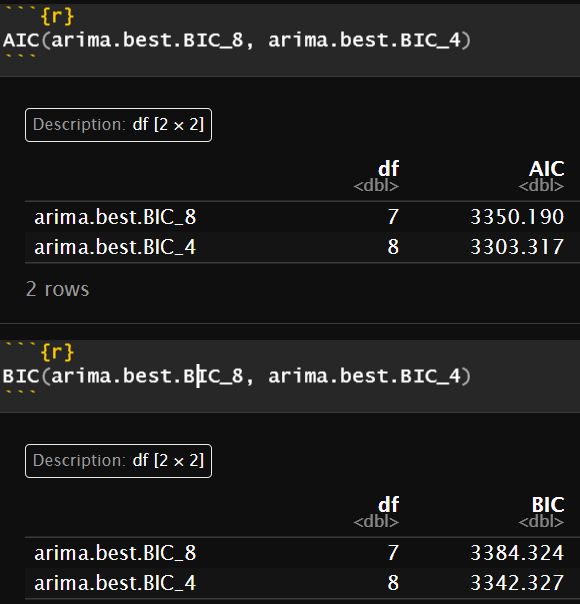 ```{r}
AIC(arima.best.BIC_8, arima.best.BIC_4)
```
Description: df [2 × 2]
df AIC
<dbl> <dbl>
arima.best.BIC_8 7 3350.190
arima.best.BIC_4 8 3303.317
2 rows
```{r}
BIC(arima.best.BIC_8, arima.best.BIC_4)
```
Description: df [2 × 2]
df BIC
<dbl> <dbl>
arima.best.BIC_8 7 3384.324
arima.best.BIC_4 8 3342.327